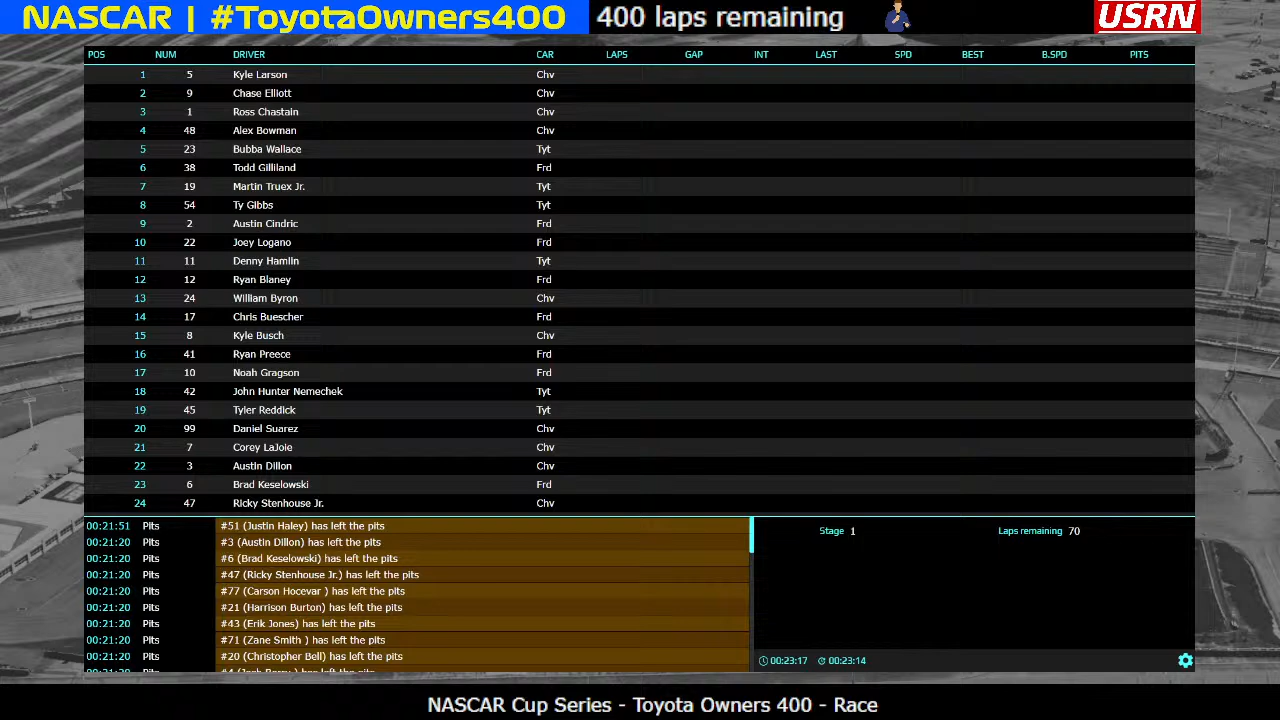 NASCAR | #ToyotaOwners400 400 laps remaining USRN
POS NUM DRIVER CAR LAPS GAP INT LAST SPD BEST B.SPD PITS
1 5 Kyle Larson Chv
2 9 Chase Elliott Chv
3 1 Ross Chastain Chv
4 48 Alex Bowman Chv
5 23 Bubba Wallace Tyt
6 38 Todd Gilliland Frd
7 19 Martin Truex Jr. Tyt
8 54 Ty Gibbs Tyt
9 2 Austin Cindric Frd
10 22 Joey Logano Frd
11 11 Denny Hamlin Tyt
12 12 Ryan Blaney Frd
13 24 William Byron Chv
14 17 Chris Buescher Frd
15 8 Kyle Busch Chv
16 41 Ryan Preece Frd
17 10 Noah Gragson Frd
18 42 John Hunter Nemechek Tyt
19 45 Tyler Reddick Tyt
20 99 Daniel Suarez Chv
21 7 Corey LaJoie Chv
22 3 Austin Dillon Chv
23 6 Brad Keselowski Frd
24 47 Ricky Stenhouse Jr. Chv
00:21:51 Pits #51 (Justin Haley) has left the pits
00:21:20 Pits #3 (Austin Dillon) has left the pits
00:21:20 Pits #6 (Brad Keselowski) has left the pits
00:21:20 Pits #47 (Ricky Stenhouse Jr.) has left the pits
00:21:20 Pits #77 (Carson Hocevar ) has left the pits
00:21:20 Pits #21 (Harrison Burton) has left the pits
00:21:20 Pits #43 (Erik Jones) has left the pits
00:21:20 Pits #71 (Zane Smith ) has left the pits
00:21:20 Pits #20 (Christopher Bell) has left the pits
Stage 1 Laps remaining 70
00:23:17 00:23:14
NASCAR Cup Series - Toyota Owners 400 - Race